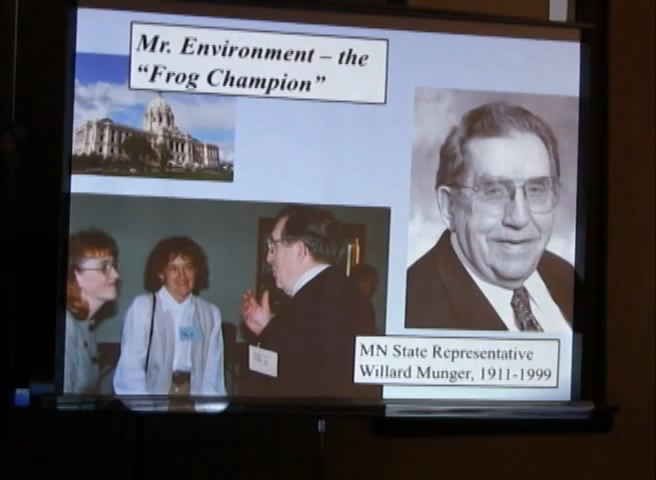 Mr. Environment – the
“Frog Champion”
MN State Representative
Willard Munger, 1911-1999